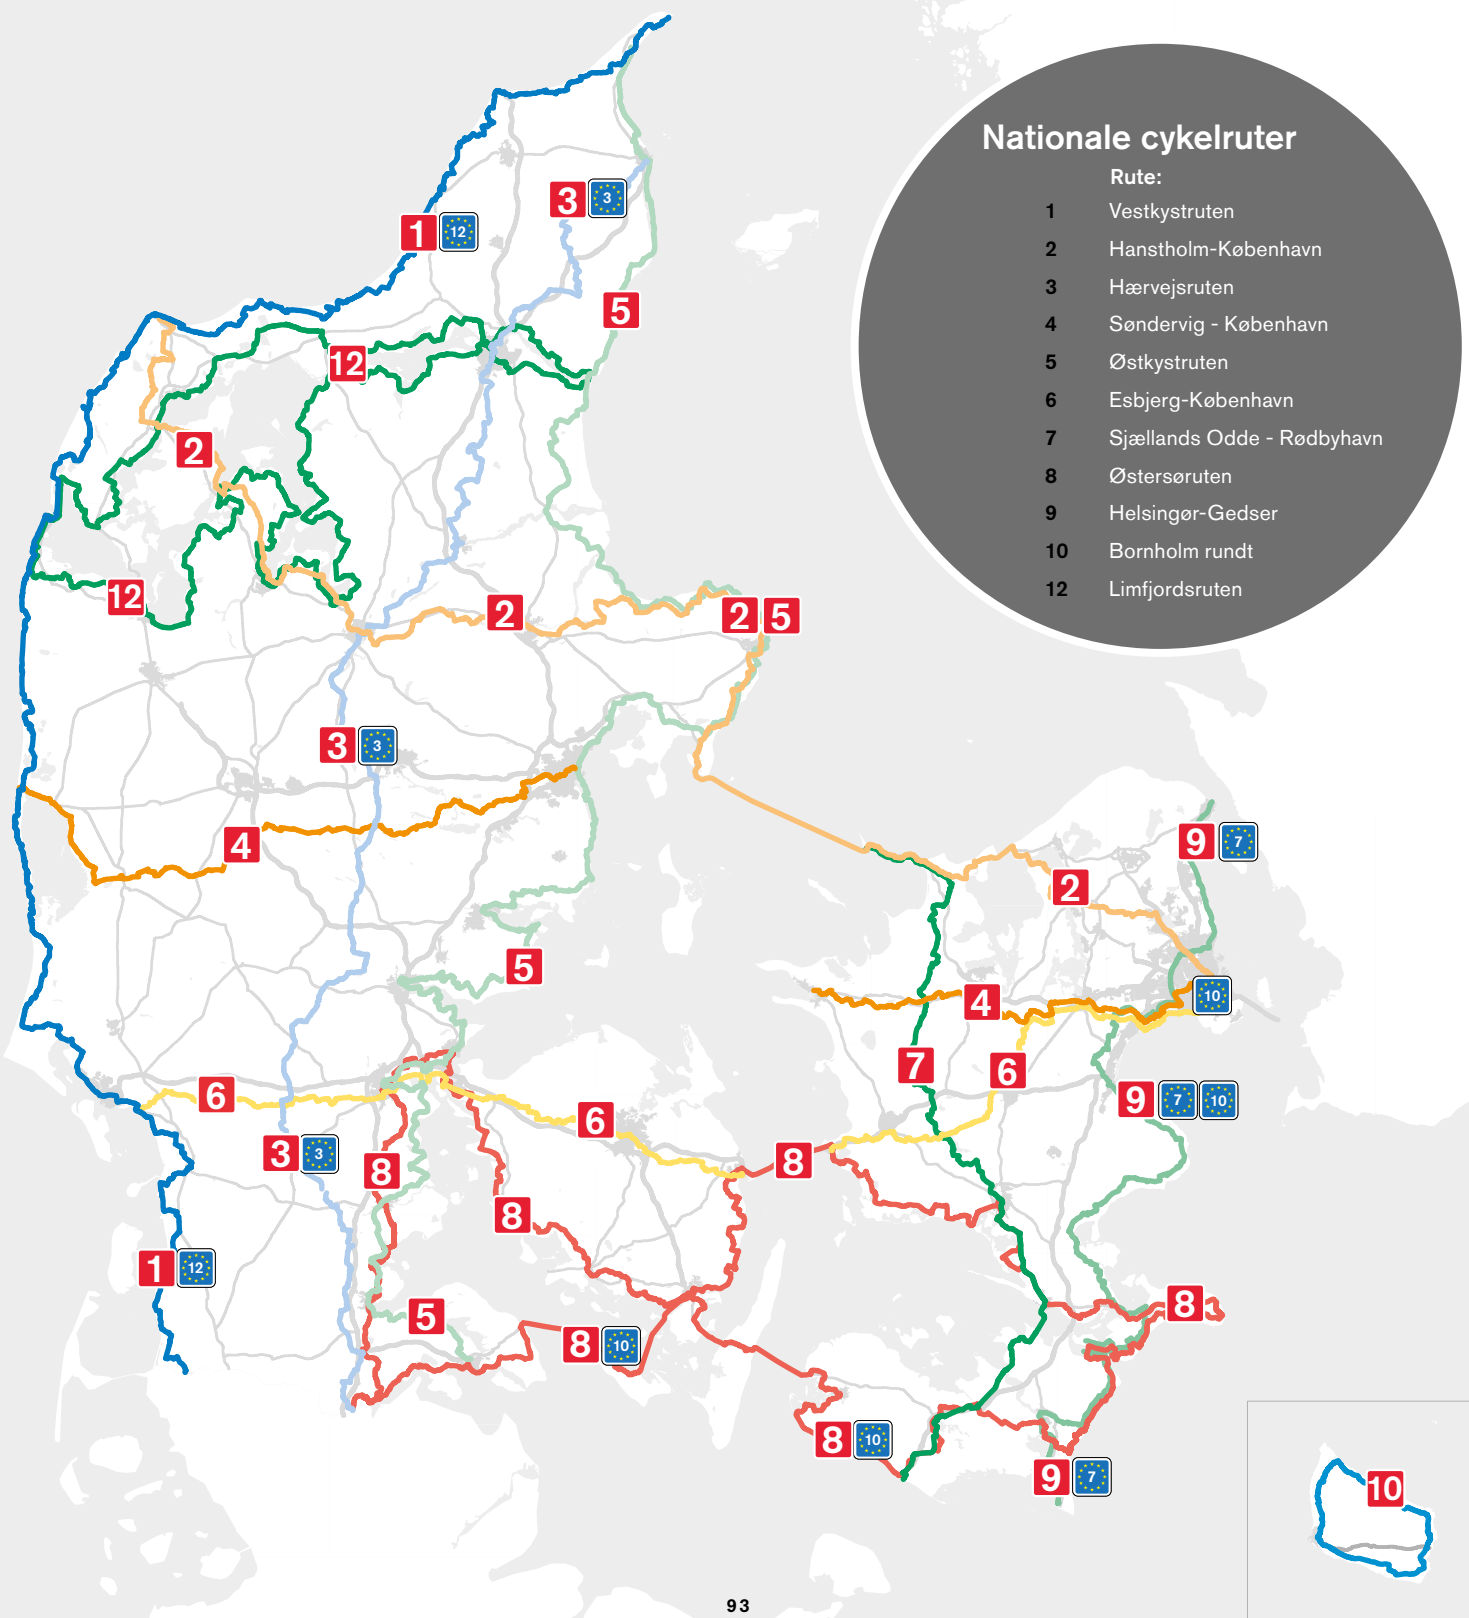 Nationale cykelruter
Rute:
1 Vestkystruten
2 Hanstholm-København
3 Hærvejsruten
4 Søndervig - København
5 Østkystruten
6 Esbjerg-København
7 Sjællands Odde - Rødbyhavn
8 Østersøruten
9 Helsingør-Gedser
10 Bornholm rundt
12 Limfjordsruten
3 3
1 12
5
12
2
12
2
2 5
3 3
4
9 7
2
5
4
10
7
6
6
9 7 10
6
3 3
8
8
8
1 12
5
8 10
8
8 10
9 7
10
93